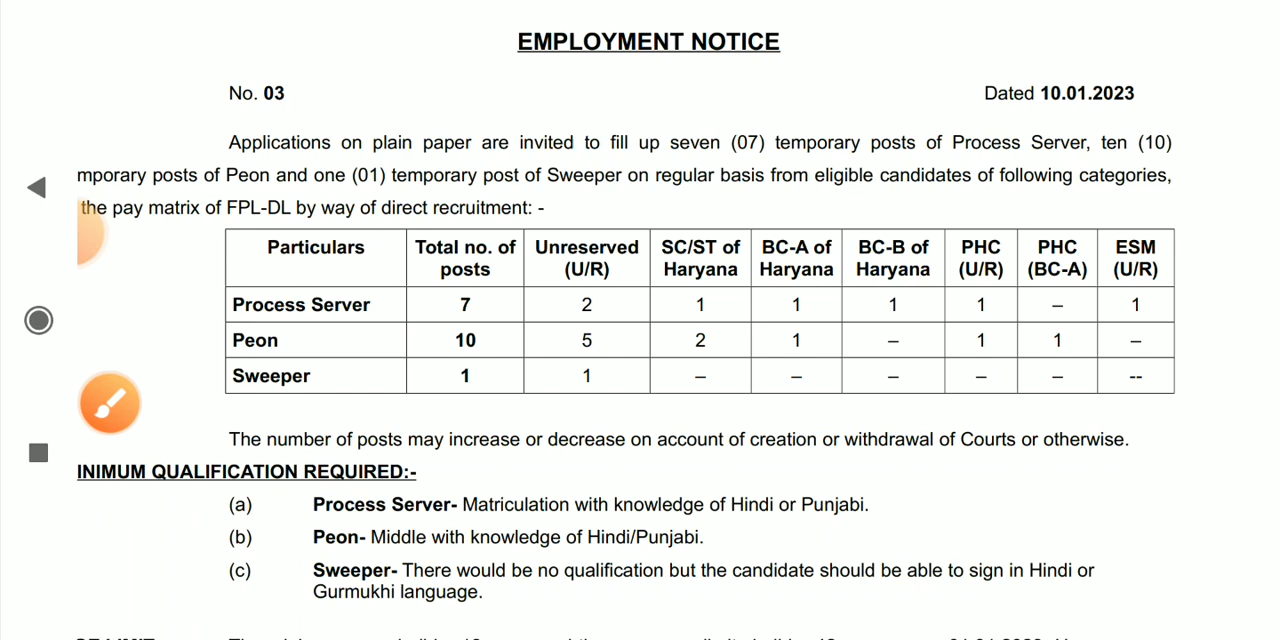 EMPLOYMENT NOTICE
No. 03 Dated 10.01.2023
Applications on plain paper are invited to fill up seven (07) temporary posts of Process Server, ten (10)
mporary posts of Peon and one (01) temporary post of Sweeper on regular basis from eligible candidates of following categories,
the pay matrix of FPL-DL by way of direct recruitment: -
Particulars Total no. of posts Unreserved (U/R) SC/ST of Haryana BC-A of Haryana BC-B of Haryana PHC (U/R) PHC (BC-A) ESM (U/R)
Process Server 7 2 1 1 1 1 – 1
Peon 10 5 2 1 – 1 1 –
Sweeper 1 1 – – – – – --
The number of posts may increase or decrease on account of creation or withdrawal of Courts or otherwise.
INIMUM QUALIFICATION REQUIRED:-
(a) Process Server- Matriculation with knowledge of Hindi or Punjabi.
(b) Peon- Middle with knowledge of Hindi/Punjabi.
(c) Sweeper- There would be no qualification but the candidate should be able to sign in Hindi or
Gurmukhi language.